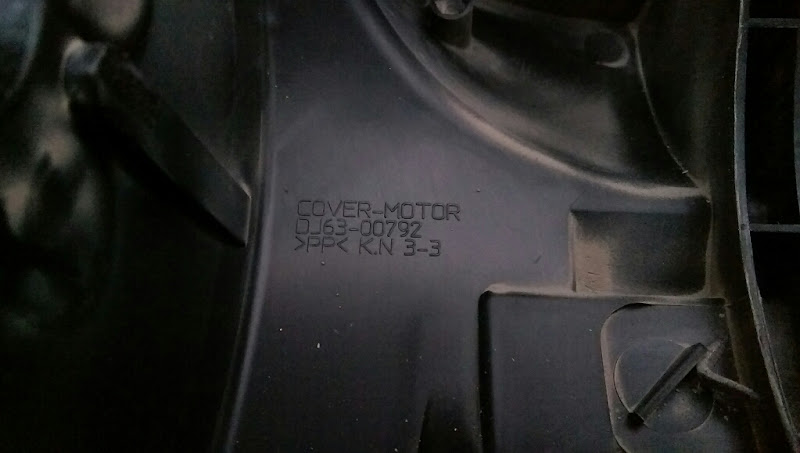 COVER-MOTOR
DJ63-00792
>PP< K.N 3-3